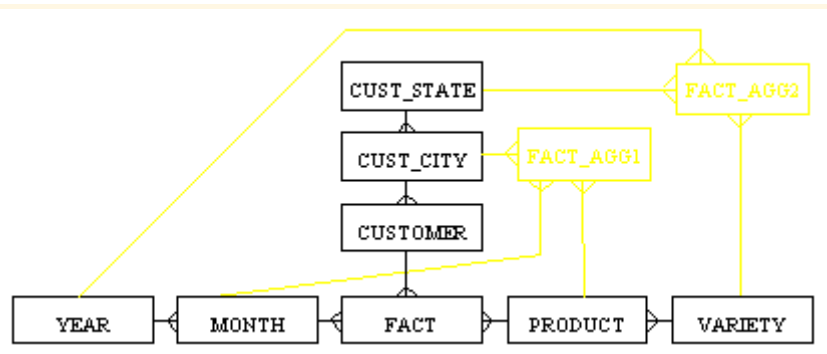 CUST_STATE
FACT_AGG2
CUST_CITY
FACT_AGG1
CUSTOMER
YEAR
MONTH
FACT
PRODUCT
VARIETY